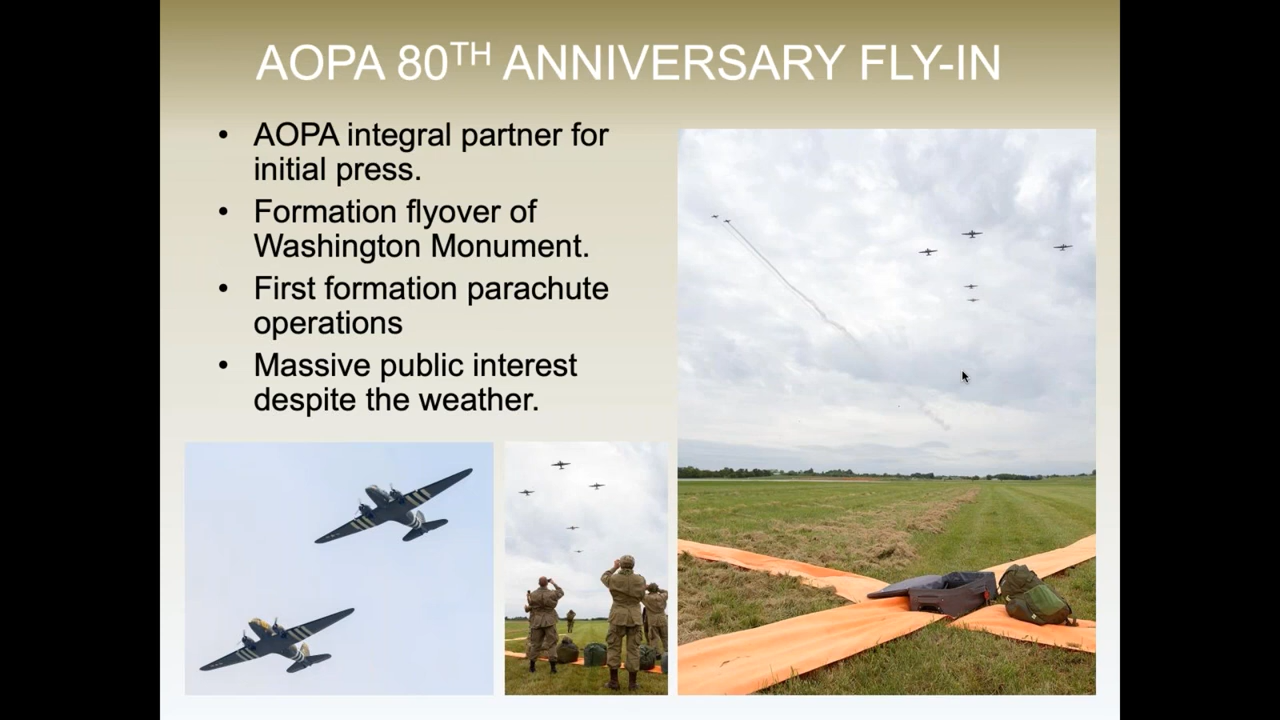 AOPA 80TH ANNIVERSARY FLY-IN
• AOPA integral partner for
initial press.
• Formation flyover of
Washington Monument.
• First formation parachute
operations
• Massive public interest
despite the weather.